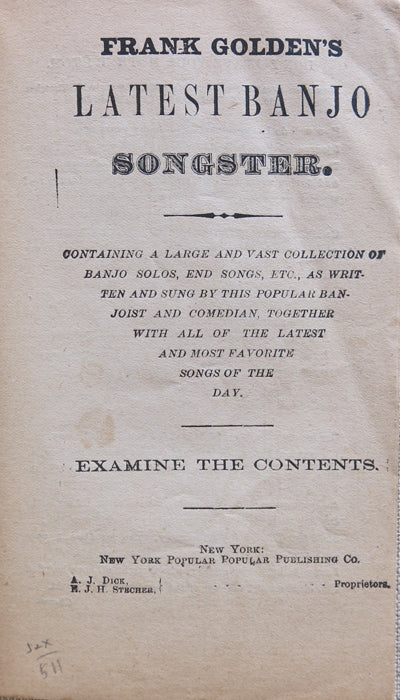 FRANK GOLDEN'S
LATEST BANJO
SONGSTER.
CONTAINING A LARGE AND VAST COLLECTION OF
BANJO SOLOS, END SONGS, ETC., AS WRIT-
TEN AND SUNG BY THIS POPULAR BAN-
JOIST AND COMEDIAN, TOGETHER
WITH ALL OF THE LATEST
AND MOST FAVORITE
SONGS OF THE
DAY.
EXAMINE THE CONTENTS.
NEW YORK:
NEW YORK POPULAR POPULAR PUBLISHING CO.
A. J. DICK,
H. J. H. STECHER, - - Proprietors.
511